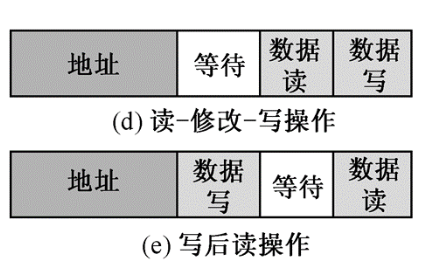 地址 等待 数据读 数据写
(d) 读-修改-写操作
地址 数据写 等待 数据读
(e) 写后读操作